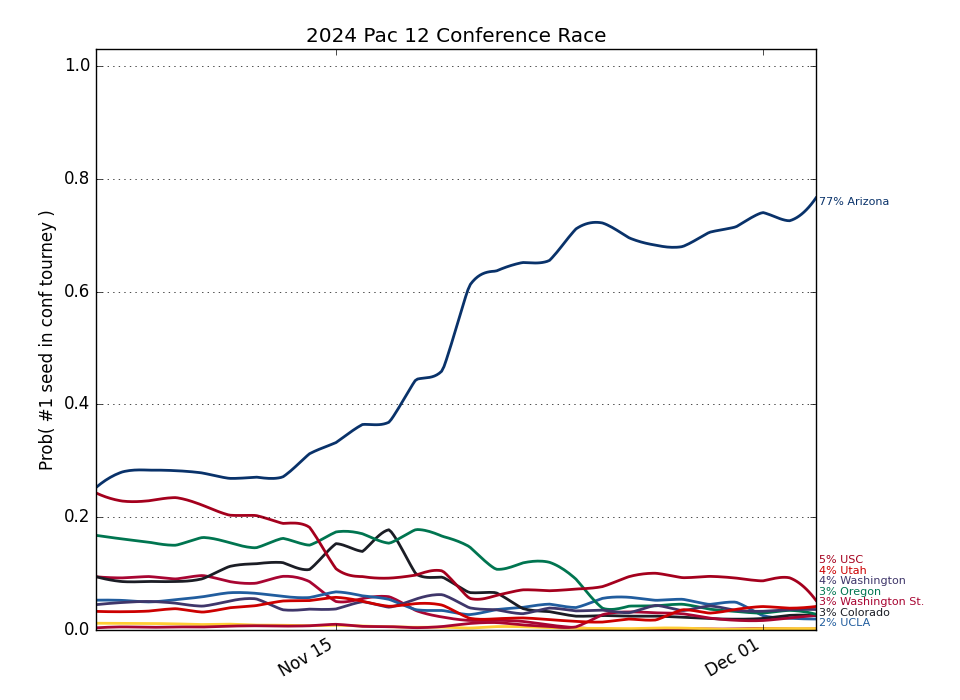 2024 Pac 12 Conference Race
Prob( #1 seed in conf tourney )
1.0
0.8
0.6
0.4
0.2
0.0
Nov 15
Dec 01
77% Arizona
5% USC
4% Utah
4% Washington
3% Oregon
3% Washington St.
3% Colorado
2% UCLA